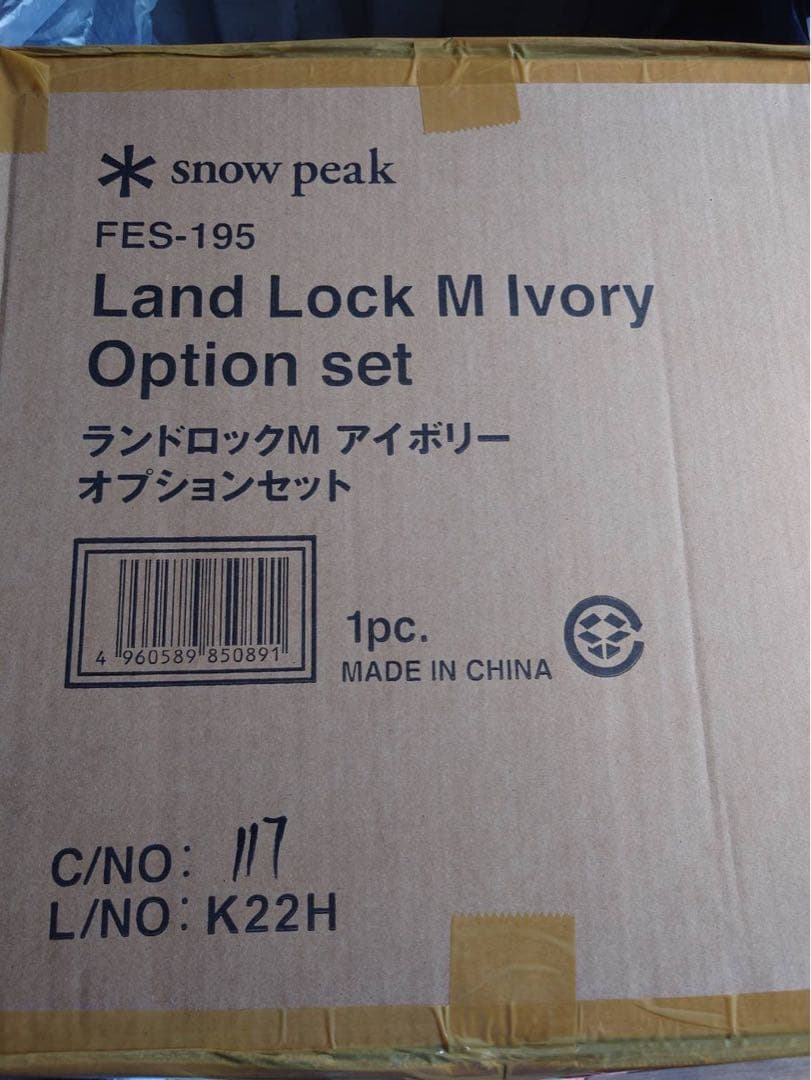 snow peak
FES-195
Land Lock M Ivory
Option set
ランドロックM アイボリー
オプションセット
4 960589 850891
1pc.
MADE IN CHINA
C/NO: 117
L/NO: K22H